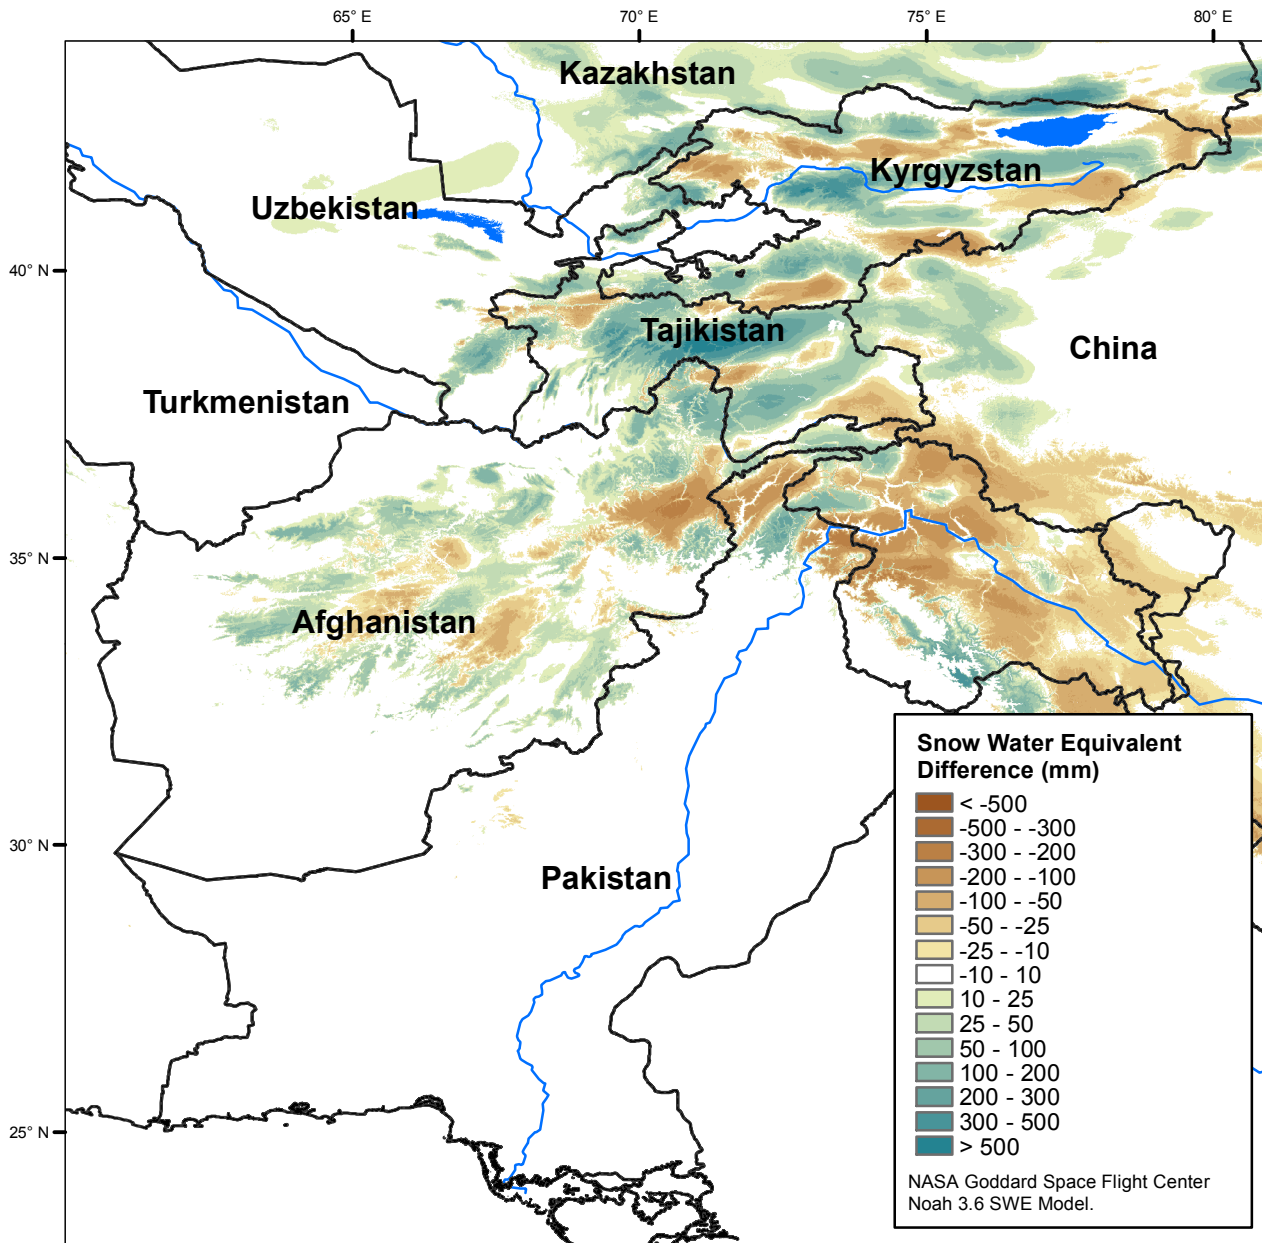 65° E
70° E
75° E
80° E
Kazakhstan
Kyrgyzstan
Uzbekistan
40° N
Tajikistan
China
Turkmenistan
35° N
Afghanistan
30° N
Pakistan
25° N
Snow Water Equivalent
Difference (mm)
< -500
-500 - -300
-300 - -200
-200 - -100
-100 - -50
-50 - -25
-25 - -10
-10 - 10
10 - 25
25 - 50
50 - 100
100 - 200
200 - 300
300 - 500
> 500
NASA Goddard Space Flight Center
Noah 3.6 SWE Model.